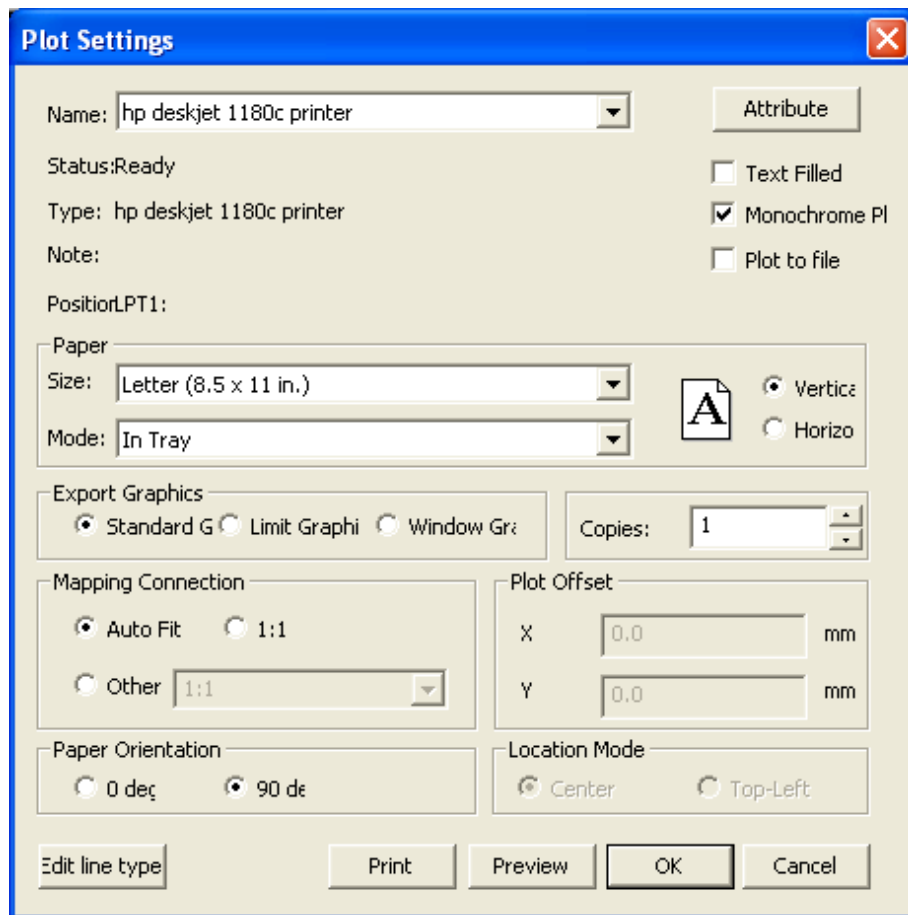 Plot Settings
Name: hp deskjet 1180c printer
Attribute
Status:Ready
Text Filled
Type: hp deskjet 1180c printer
Monochrome Pl
Note:
Plot to file
Position LPT1:
Paper
Size: Letter (8.5 x 11 in.)
A
Vertica
Mode: In Tray
Horizo
Export Graphics
Standard G Limit Graphi Window Gra
Copies: 1
Mapping Connection
Auto Fit 1:1
Other 1:1
Plot Offset
X 0.0 mm
Y 0.0 mm
Paper Orientation
0 deg 90 de
Location Mode
Center Top-Left
Edit line type Print Preview OK Cancel